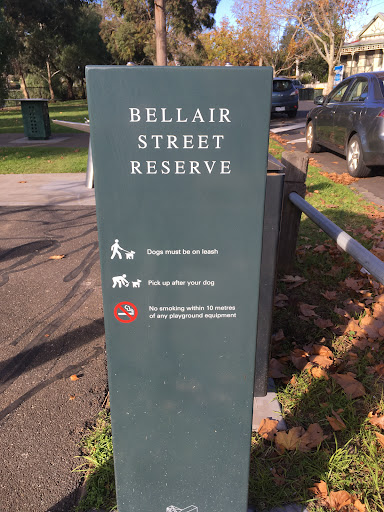 BELLAIR
STREET
RESERVE
Dogs must be on leash
Pick up after your dog
No smoking within 10 metres
of any playground equipment